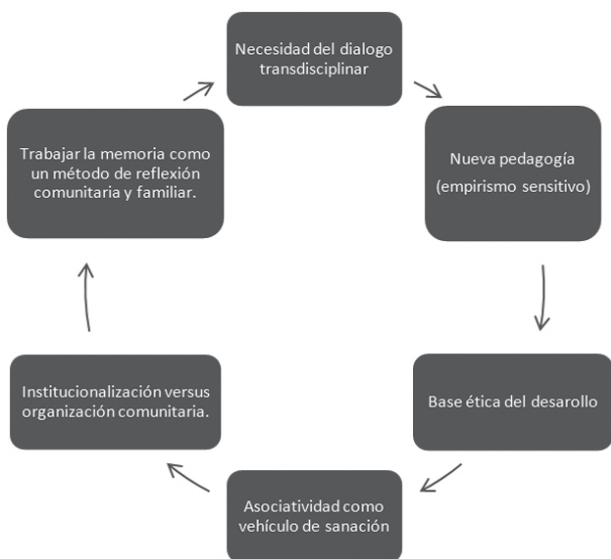 Necesidad del dialogo
transdisciplinar
Nueva pedagogía
(empirismo sensitivo)
Base ética del desarollo
Asociatividad como
vehículo de sanación
Institucionalización versus
organización comunitaria.
Trabajar la memoria como
un método de reflexión
comunitaria y familiar.